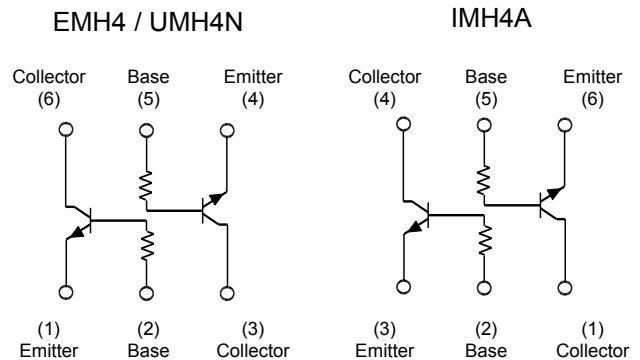 EMH4 / UMH4N
IMH4A
Collector Base Emitter
(6) (5) (4)
Collector Base Emitter
(4) (5) (6)
(1) (2) (3)
Emitter Base Collector
(3) (2) (1)
Emitter Base Collector